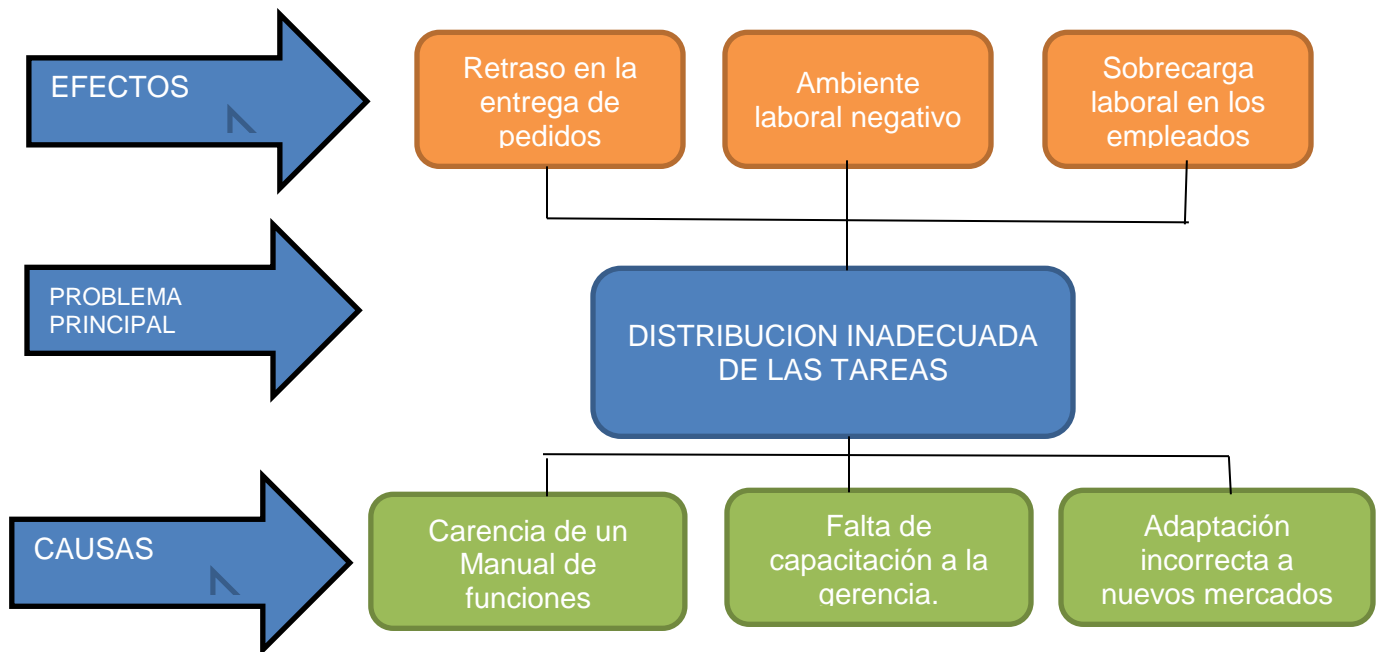 EFECTOS
Retraso en la
entrega de
pedidos
Ambiente
laboral negativo
Sobrecarga
laboral en los
empleados
PROBLEMA
PRINCIPAL
DISTRIBUCION INADECUADA
DE LAS TAREAS
CAUSAS
Carencia de un
Manual de
funciones
Falta de
capacitación a la
gerencia.
Adaptación
incorrecta a
nuevos mercados